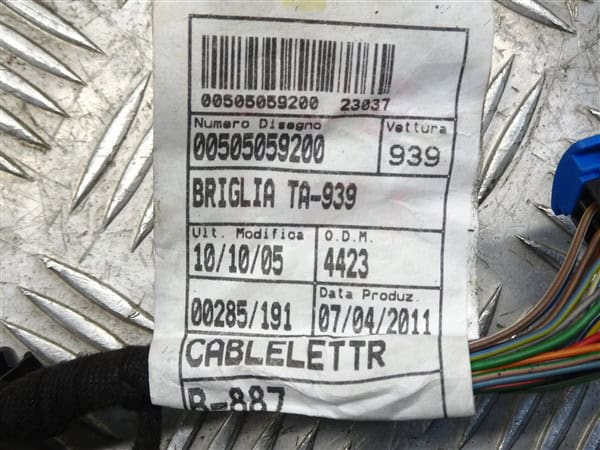 00505059200 23037
Numero Disegno Vettura
00505059200 939
BRIGLIA TA-939
Ult. Modifica O.D.M.
10/10/05 4423
Data Produz.
00285/191 07/04/2011
CABLELETTR
B-887